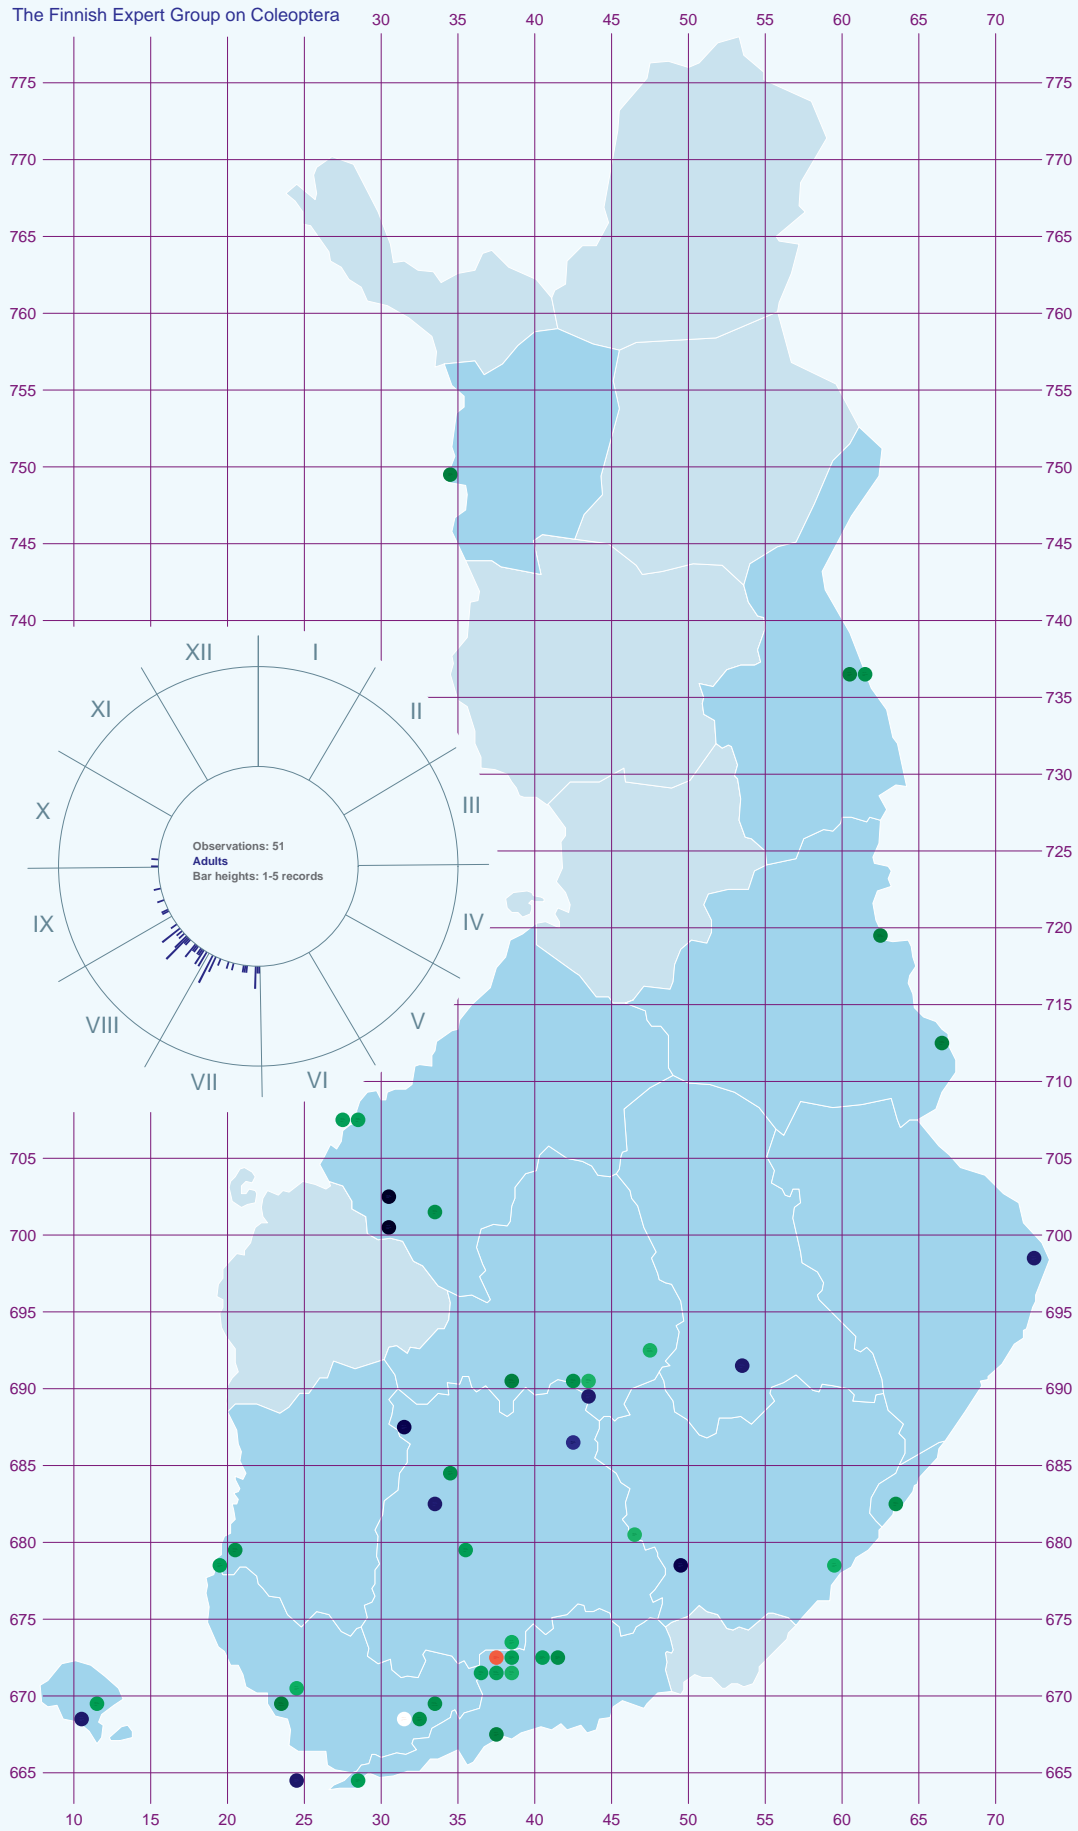 The Finnish Expert Group on Coleoptera
30 35 40 45 50 55 60 65 70
775 775
770 770
765 765
760 760
755 755
750 750
745 745
740 740
XII I
XI II
735
730
X III
Observations: 51
Adults
Bar heights: 1-5 records
725
IX IV
720
715
VIII V
VII VI
710
705 705
700 700
695 695
690 690
685 685
680 680
675 675
670 670
665 665
10 15 20 25 30 35 40 45 50 55 60 65 70